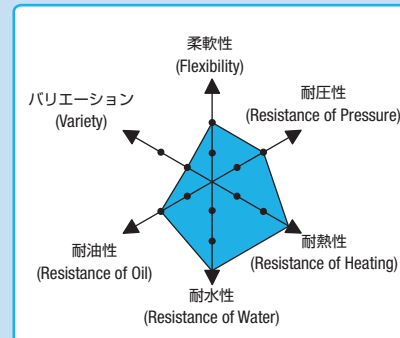 柔軟性
(Flexibility)
耐圧性
(Resistance of Pressure)
バリエーション
(Variety)
耐油性
(Resistance of Oil)
耐熱性
(Resistance of Heating)
耐水性
(Resistance of Water)